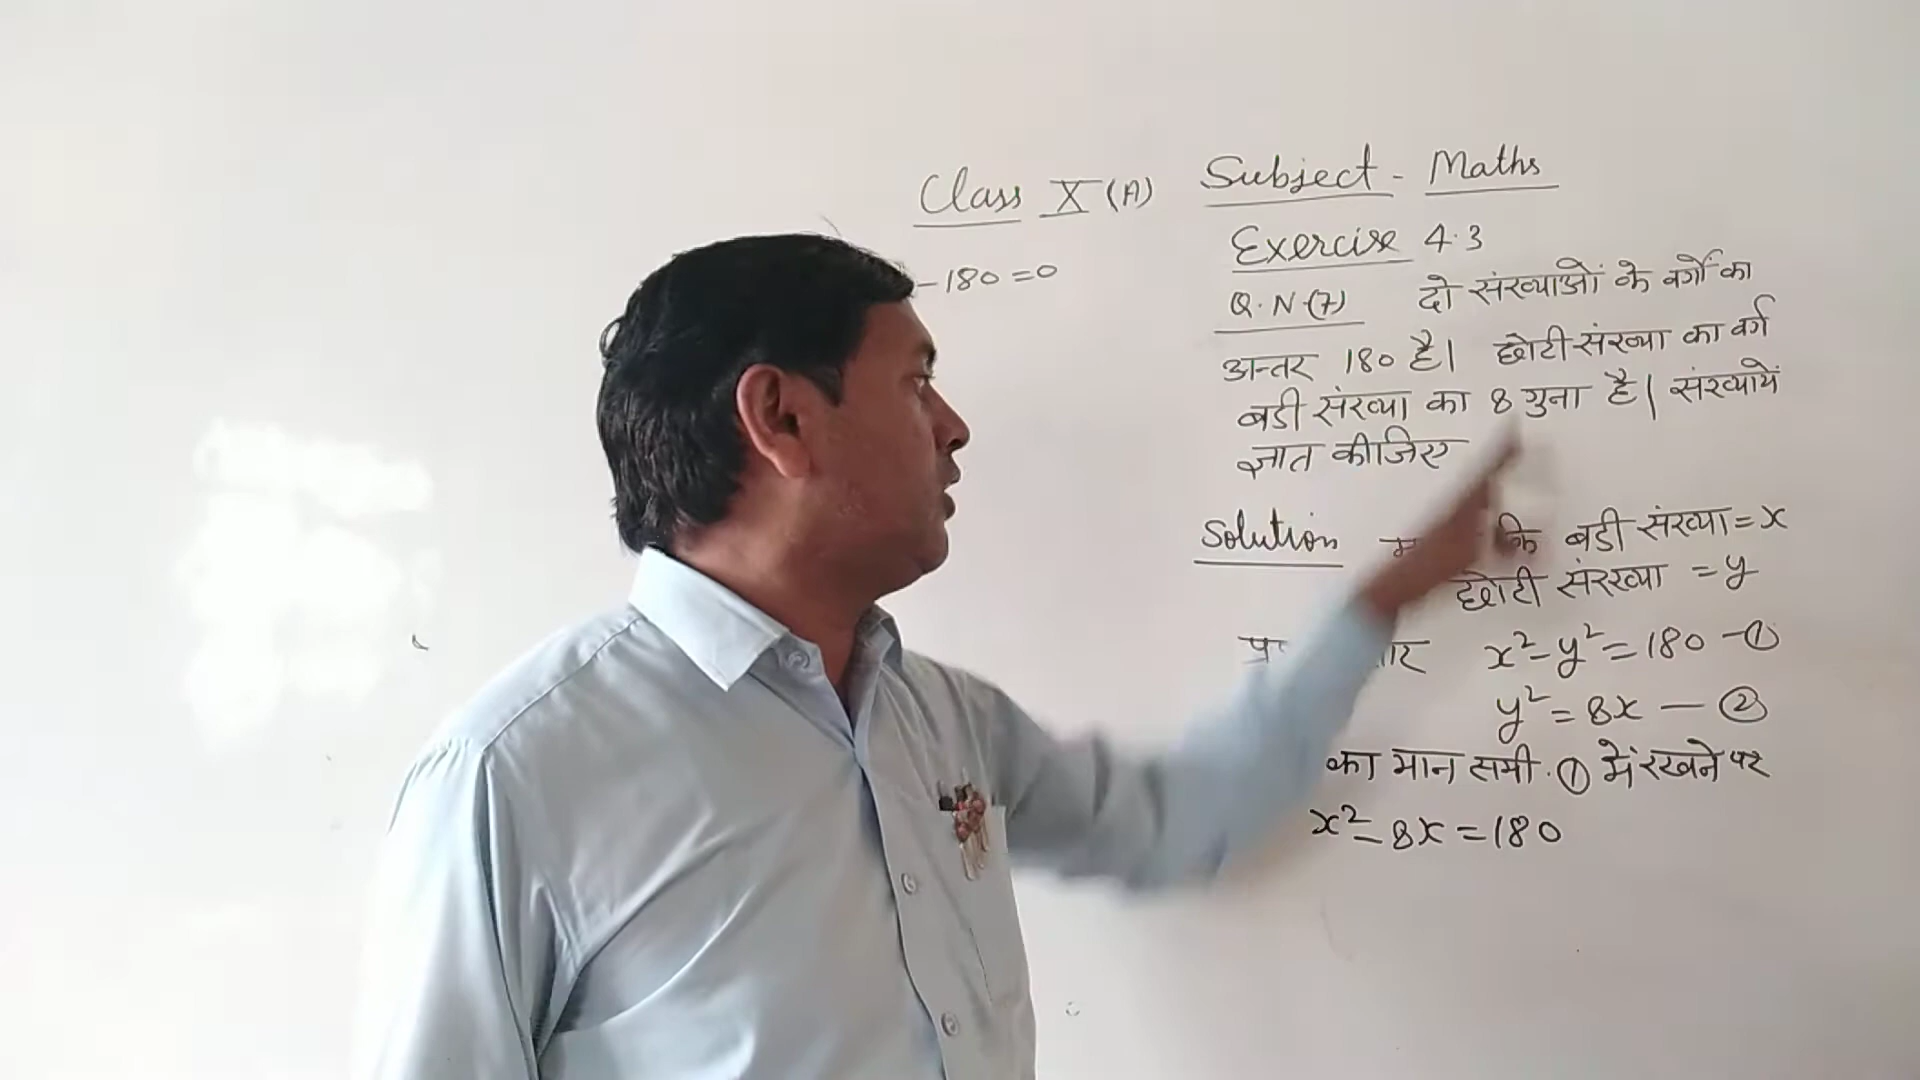 Class X (A) Subject - Maths
-180=0
Exercise 4.3
Q.N.(7) दो संख्याओं के वर्गों का
अन्तर 180 है। छोटी संख्या का वर्ग
बडी संख्या का 8 गुना है। संख्यायें
ज्ञात कीजिए
Solution कि बडी संख्या = x
छोटी संख्या = y
x²-y²=180 -①
y²=8x — ②
का मान समी. ① में रखने पर
x²-8x=180